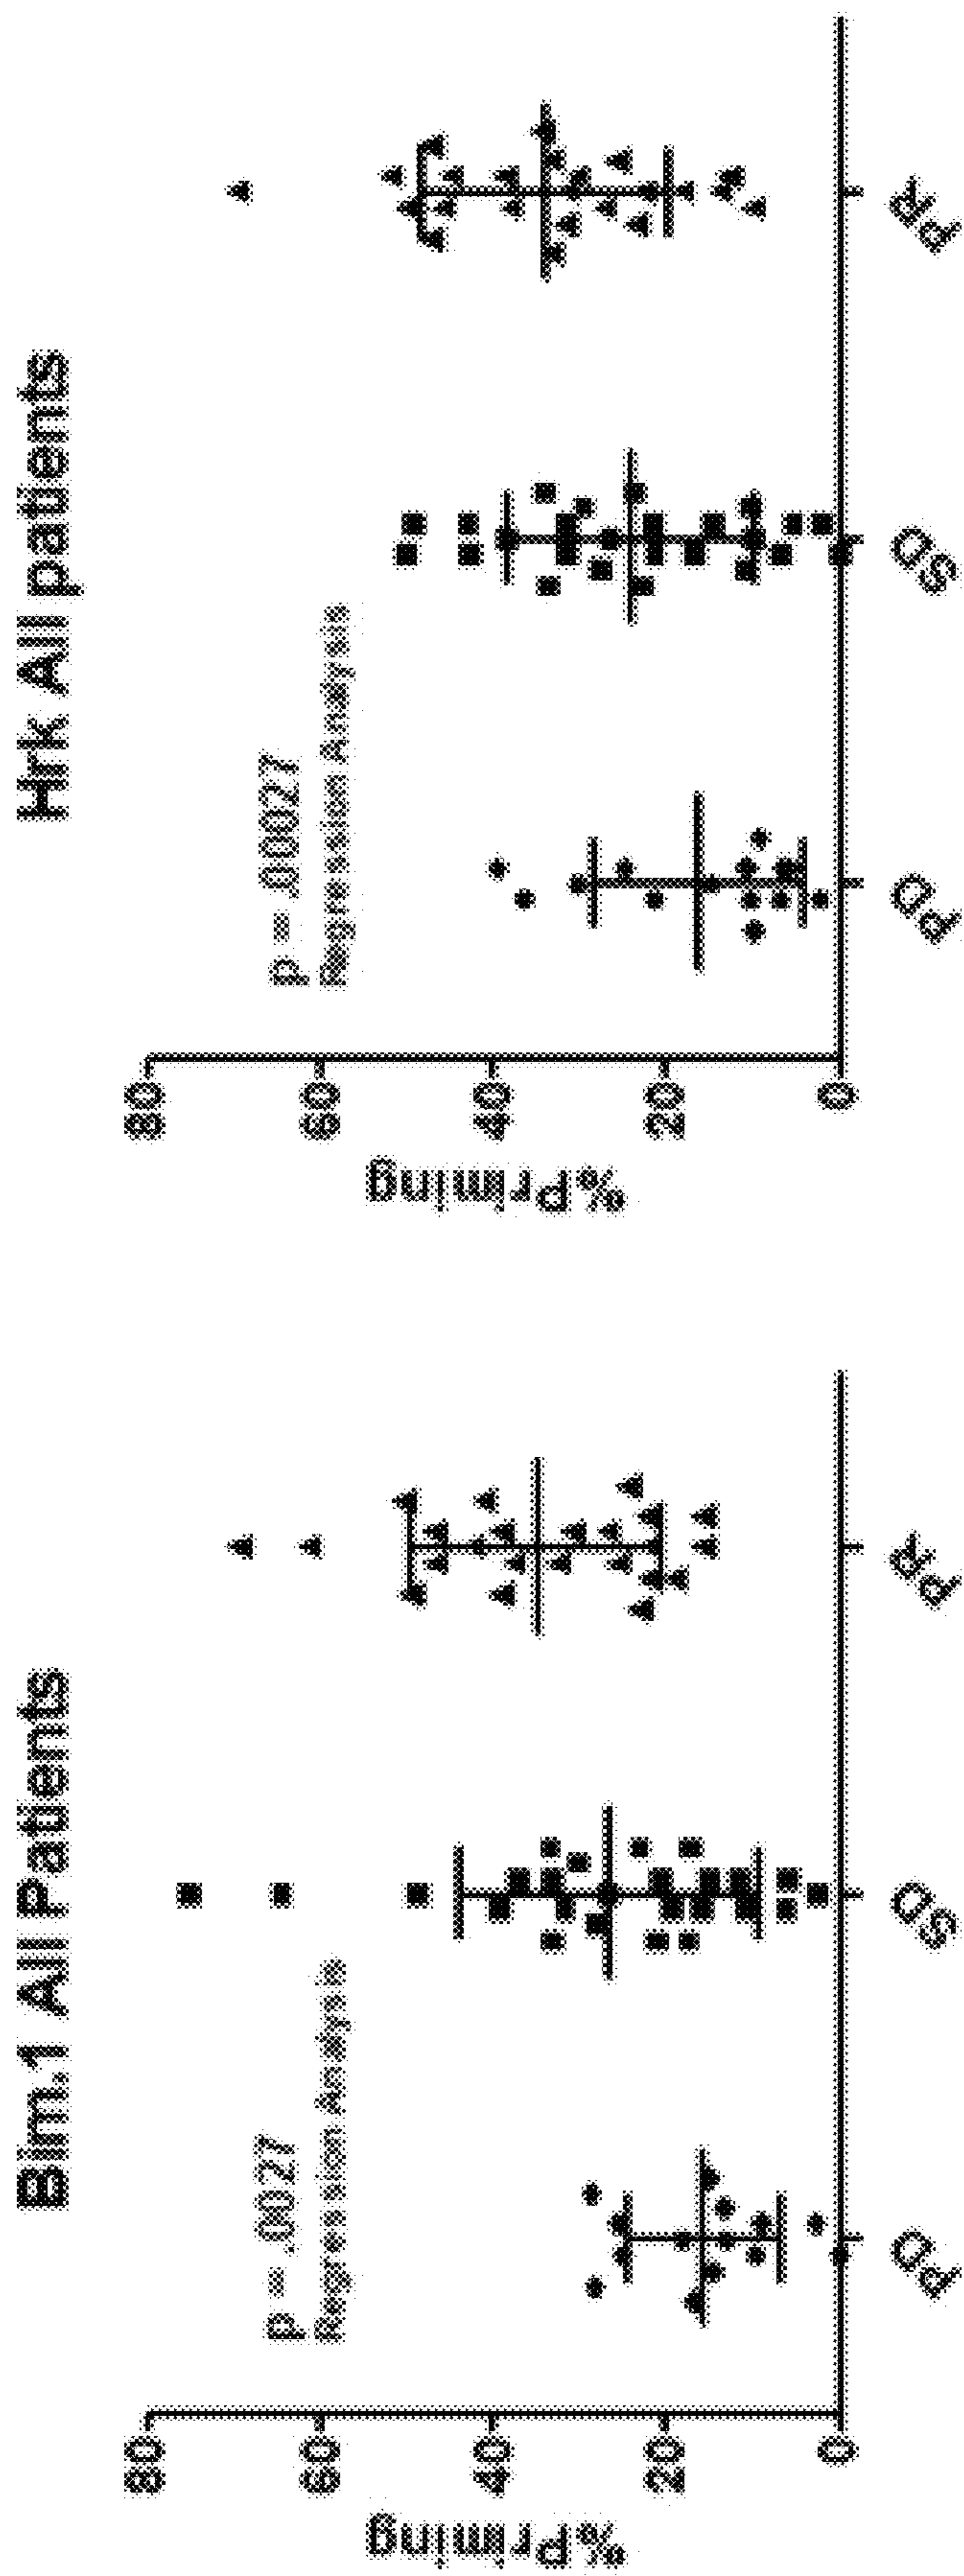 Bim.1 All Patients
p = .0027
Regression Analysis
%Priming
80
60
40
20
0
PD
SD
PR
Hrk All patients
p = .0027
Regression Analysis
%Priming
80
60
40
20
0
PD
SD
PR